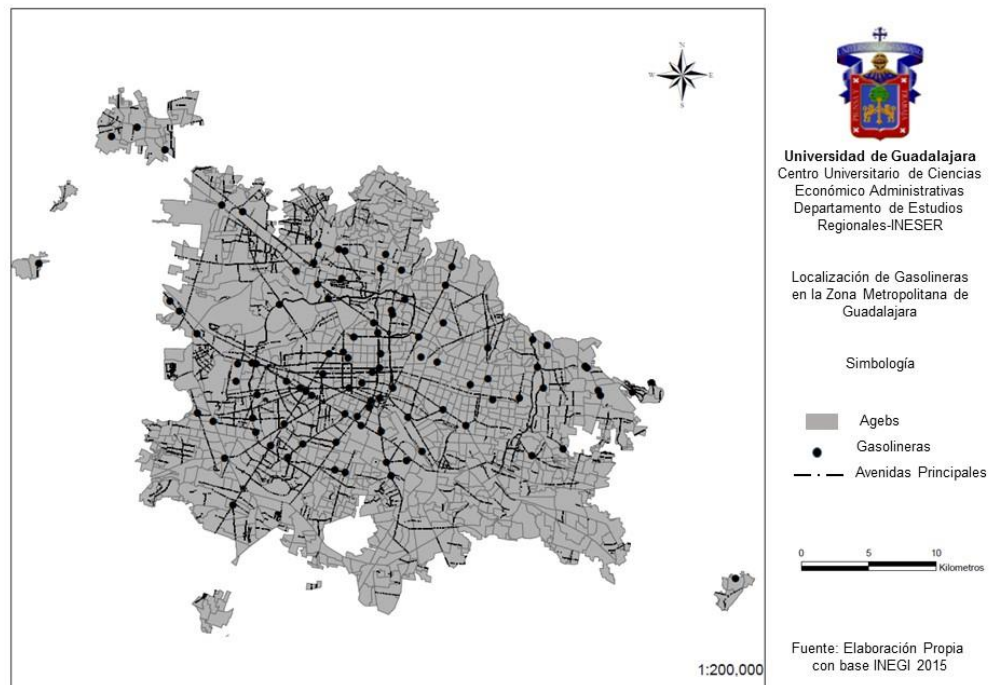 N
W
E
S
1:200,000
Universidad de Guadalajara
Centro Universitario de Ciencias
Económico Administrativas
Departamento de Estudios
Regionales-INESER
Localización de Gasolineras
en la Zona Metropolitana de
Guadalajara
Simbología
Agebs
Gasolineras
Avenidas Principales
0 5 10
Kilometros
Fuente: Elaboración Propia
con base INEGI 2015